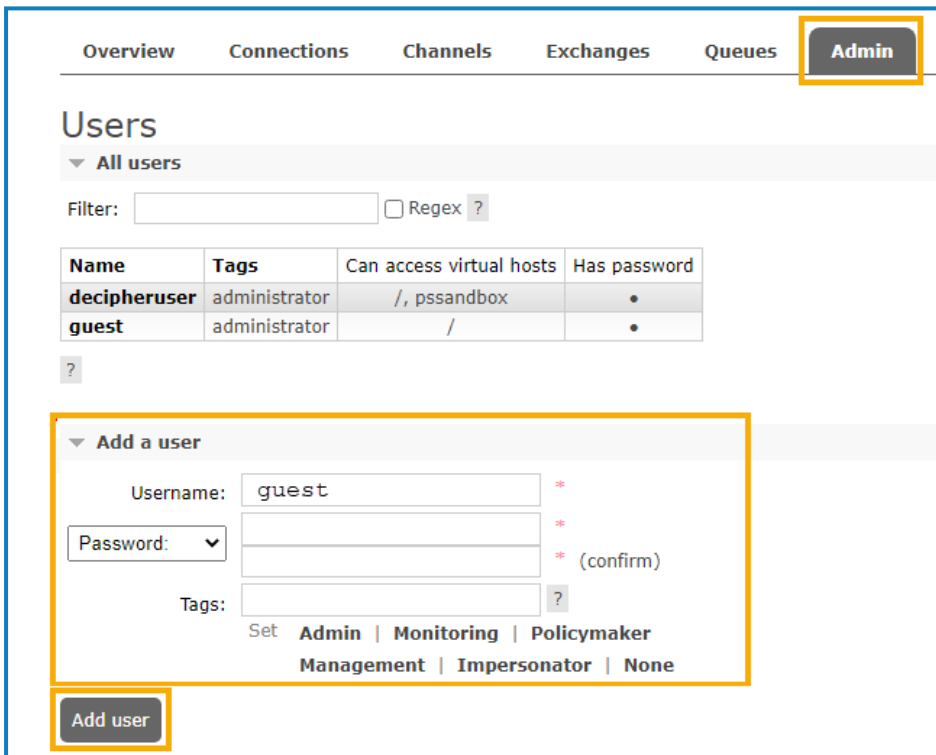 Overview Connections Channels Exchanges Queues Admin
Users
All users
Filter: Regex ?
Name Tags Can access virtual hosts Has password
decipheruser administrator /, pssandbox •
guest administrator / •
?
Add a user
Username: guest *
Password: *
* (confirm)
Tags: ?
Set Admin | Monitoring | Policymaker
Management | Impersonator | None
Add user